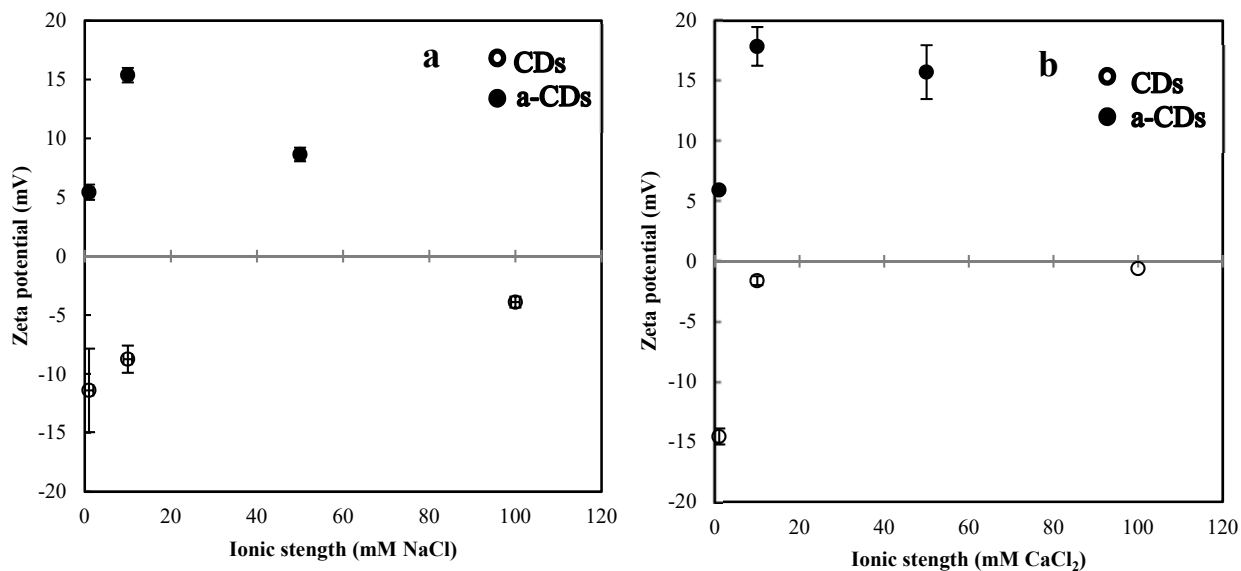 a
CDs
a-CDs
20
15
10
5
0
-5
-10
-15
-20
Zeta potential (mV)
0 20 40 60 80 100 120
Ionic stength (mM NaCl)
b
CDs
a-CDs
20
15
10
5
0
-5
-10
-15
-20
Zeta potential (mV)
0 20 40 60 80 100 120
Ionic stength (mM CaCl₂)